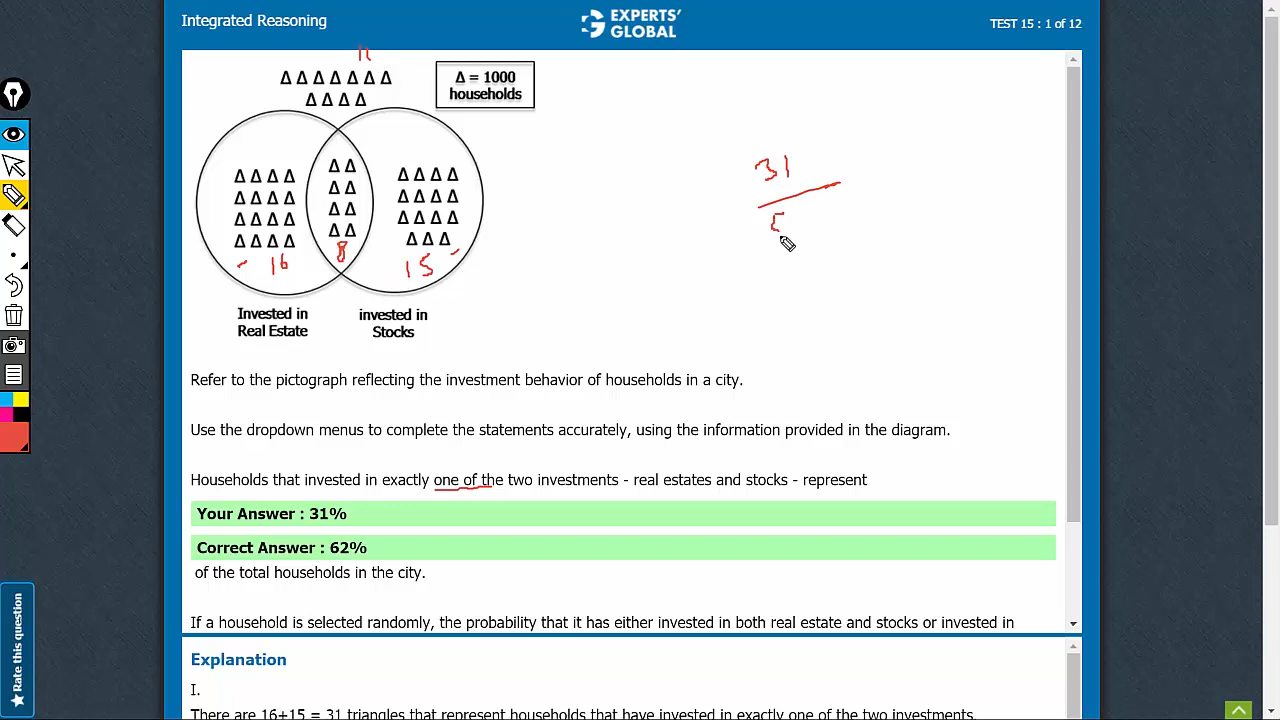 Integrated Reasoning
EXPERTS'
GLOBAL
TEST 15 : 1 of 12
11
Δ Δ Δ Δ Δ Δ Δ
Δ Δ Δ Δ
Δ = 1000
households
Δ Δ Δ Δ Δ Δ Δ Δ Δ Δ
Δ Δ Δ Δ Δ Δ Δ Δ Δ Δ
Δ Δ Δ Δ Δ Δ Δ Δ Δ Δ
Δ Δ Δ Δ Δ Δ Δ Δ Δ
16
8
15
31
5
Invested in
Real Estate
invested in
Stocks
Refer to the pictograph reflecting the investment behavior of households in a city.
Use the dropdown menus to complete the statements accurately, using the information provided in the diagram.
Households that invested in exactly one of the two investments - real estates and stocks - represent
Your Answer : 31%
Correct Answer : 62%
of the total households in the city.
If a household is selected randomly, the probability that it has either invested in both real estate and stocks or invested in
Explanation
I.
There are 16+15 = 31 triangles that represent households that have invested in exactly one of the two investments.
★ Rate this question